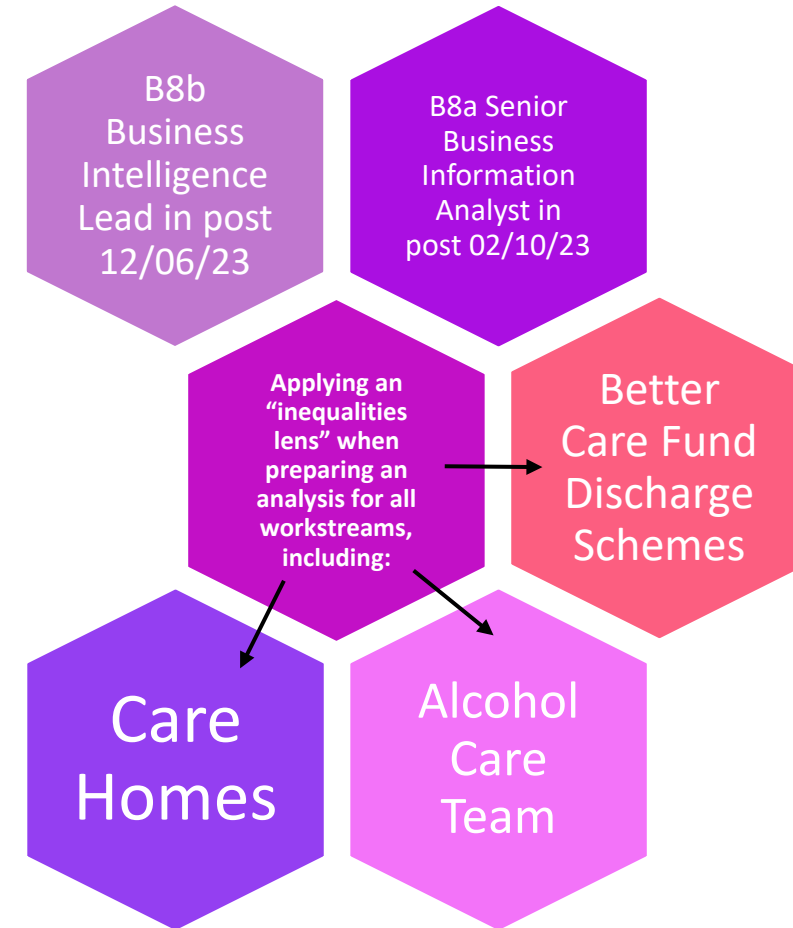 B8b
Business
Intelligence
Lead in post
12/06/23
B8a Senior
Business
Information
Analyst in
post 02/10/23
Applying an
“inequalities
lens” when
preparing an
analysis for all
workstreams,
including:
Better
Care Fund
Discharge
Schemes
Care
Homes
Alcohol
Care
Team